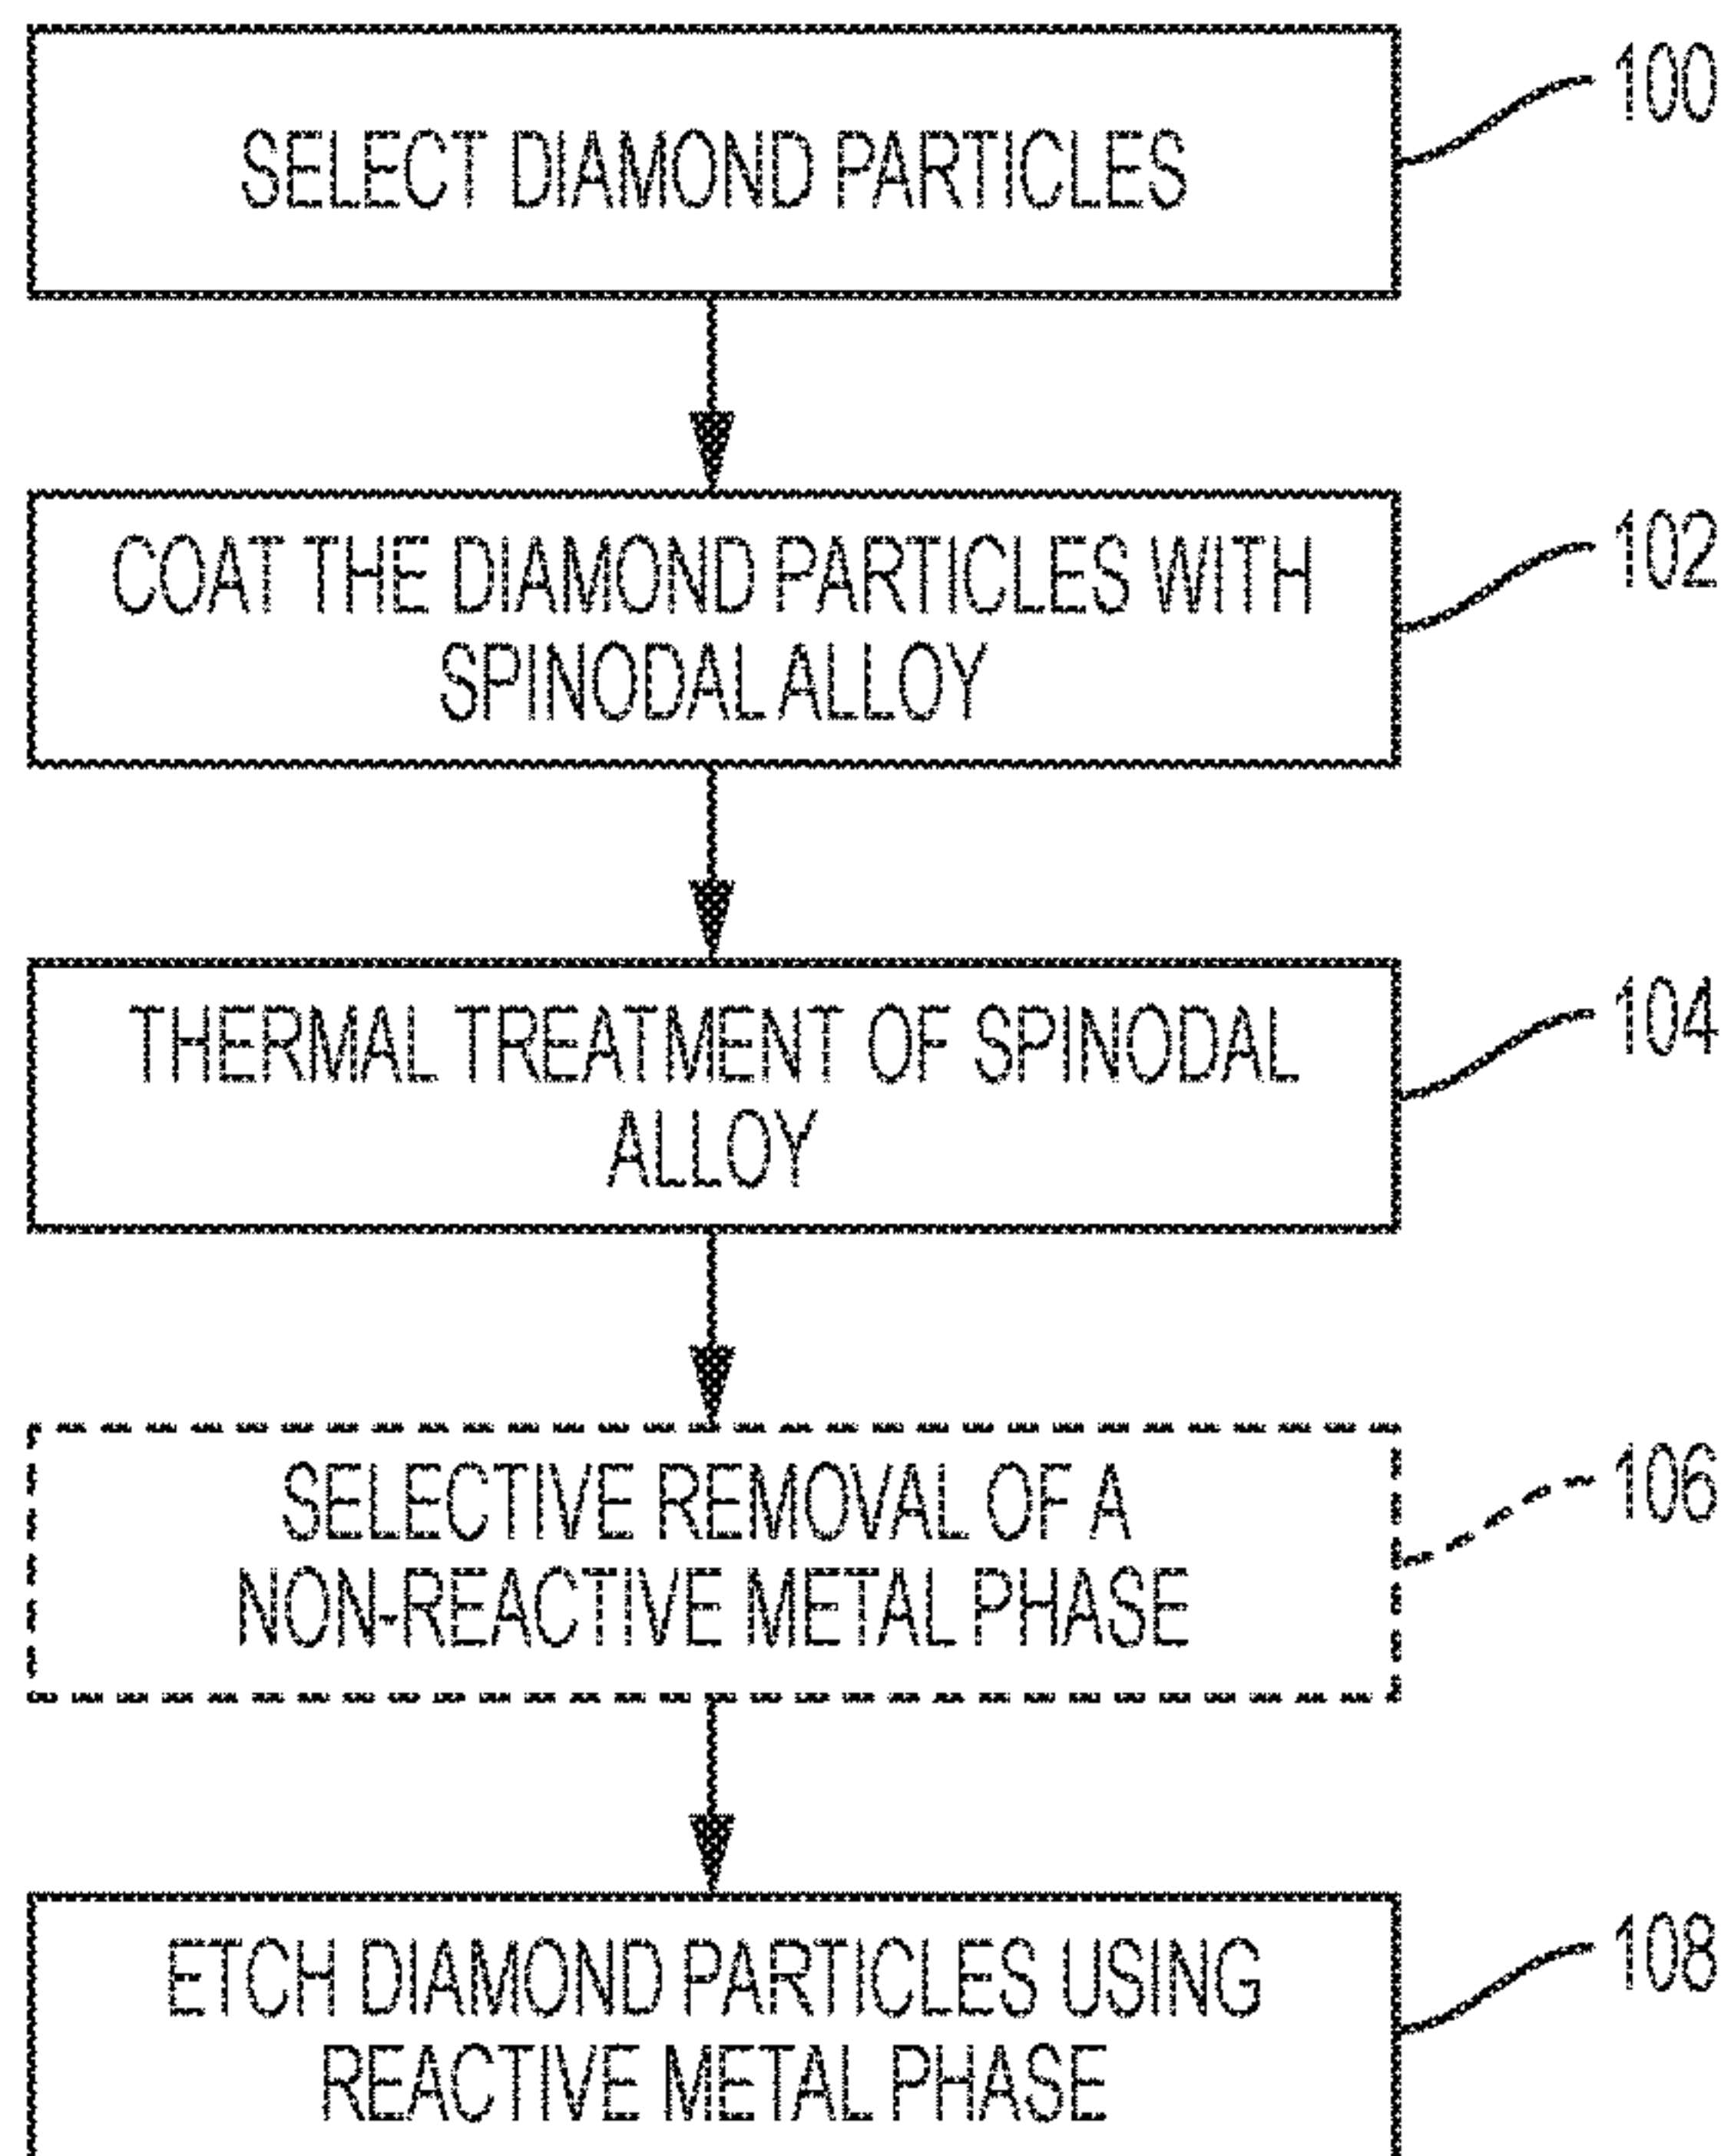 SELECT DIAMOND PARTICLES
100
COAT THE DIAMOND PARTICLES WITH
SPINODAL ALLOY
102
THERMAL TREATMENT OF SPINODAL
ALLOY
104
SELECTIVE REMOVAL OF A
NON-REACTIVE METAL PHASE
106
ETCH DIAMOND PARTICLES USING
REACTIVE METAL PHASE
108